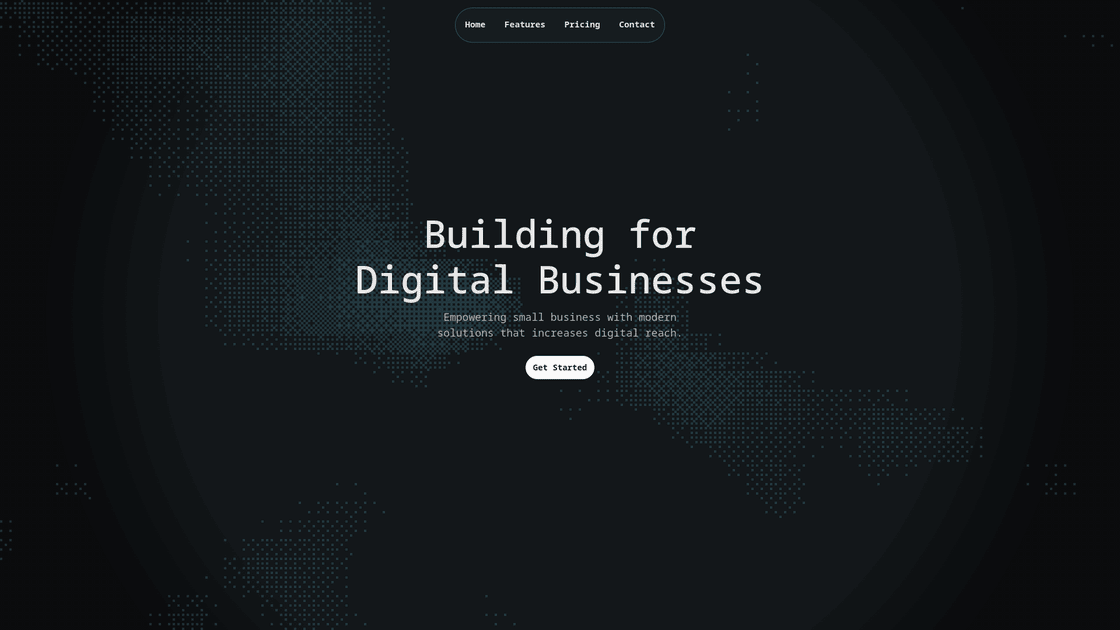 Home Features Pricing Contact
Building for
Digital Businesses
Empowering small business with modern
solutions that increases digital reach.
Get Started